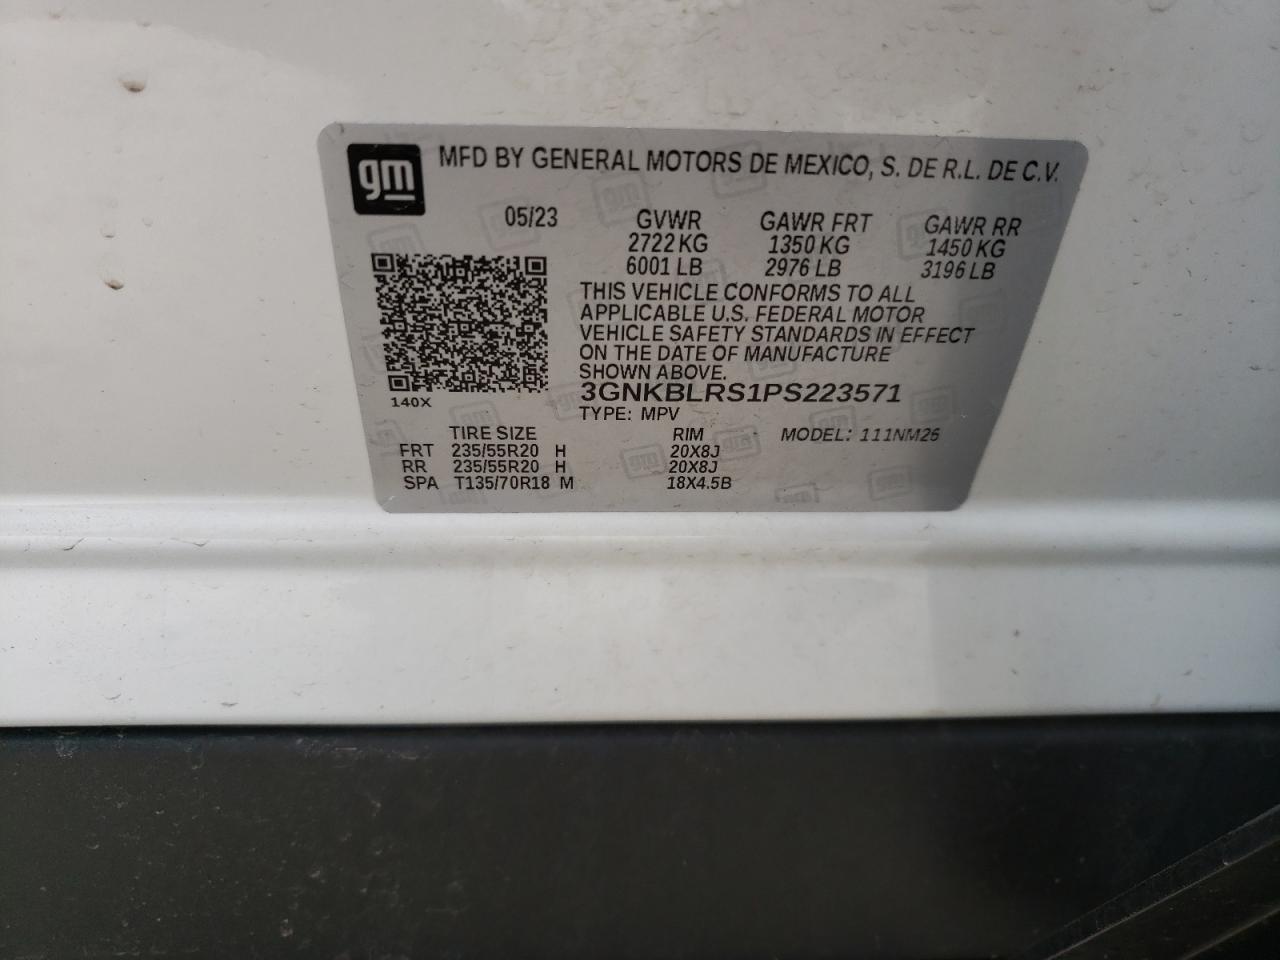 gm
MFD BY GENERAL MOTORS DE MEXICO, S. DE R.L. DE C.V.
05/23 GVWR GAWR FRT GAWR RR
2722 KG 1350 KG 1450 KG
6001 LB 2976 LB 3196 LB
THIS VEHICLE CONFORMS TO ALL
APPLICABLE U.S. FEDERAL MOTOR
VEHICLE SAFETY STANDARDS IN EFFECT
ON THE DATE OF MANUFACTURE
SHOWN ABOVE.
3GNKBLRS1PS223571
140X
TYPE: MPV
TIRE SIZE RIM MODEL: 111NM26
FRT 235/55R20 H 20X8J
RR 235/55R20 H 20X8J
SPA T135/70R18 M 18X4.5B